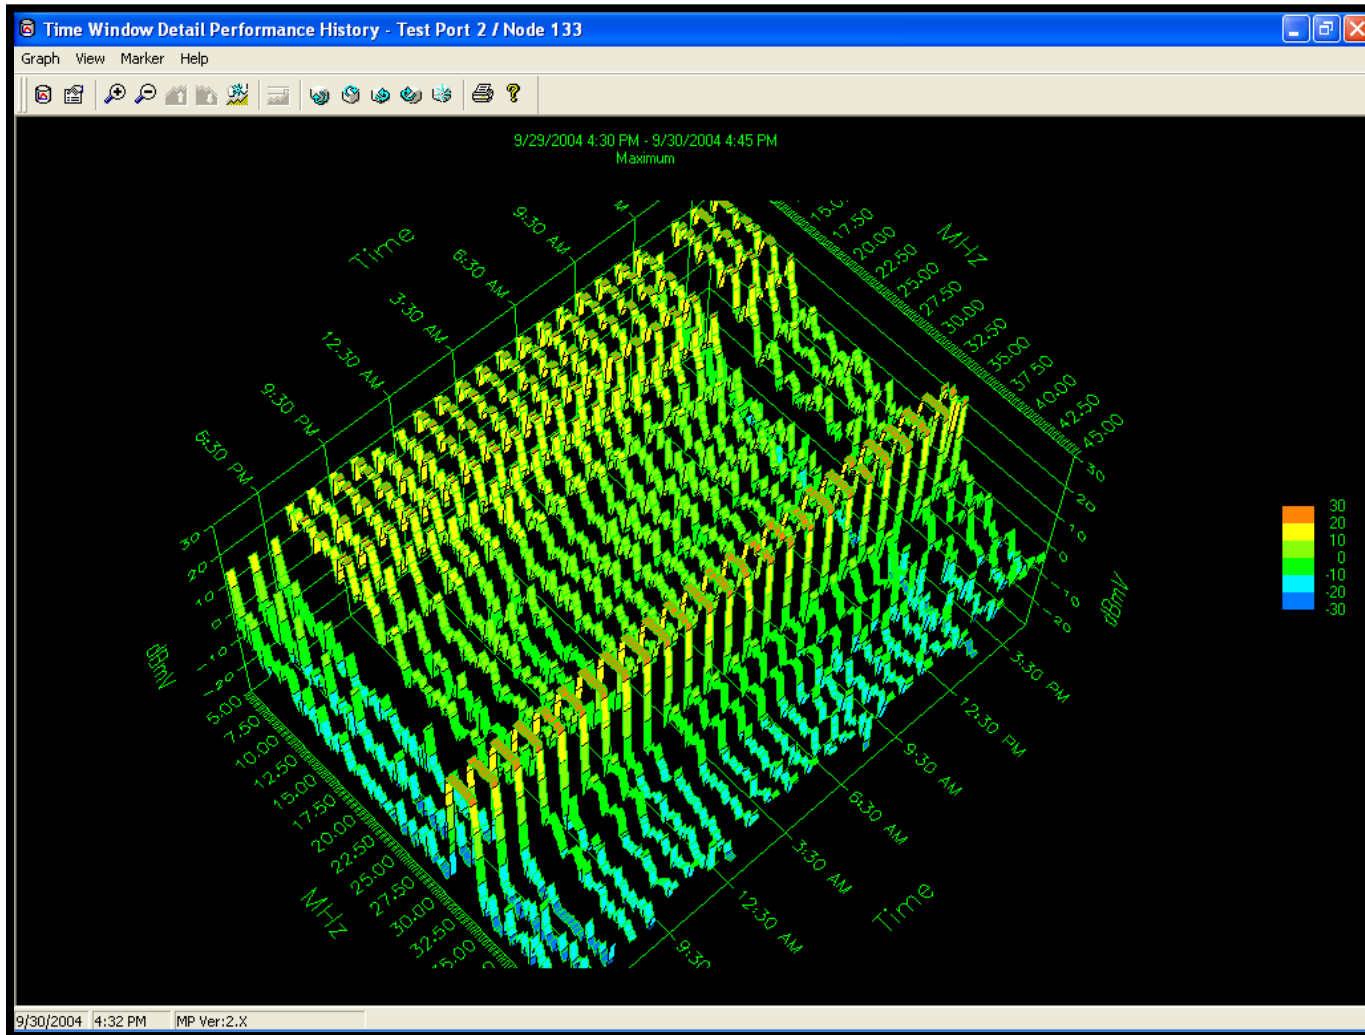 Time Window Detail Performance History - Test Port 2 / Node 133
Graph View Marker Help
9/29/2004 4:30 PM - 9/30/2004 4:45 PM
Maximum
Time
6:30 PM
9:30 PM
12:30 AM
3:30 AM
6:30 AM
9:30 AM
M
MHz
15.0
17.50
20.00
22.50
25.00
27.50
30.00
32.50
35.00
37.50
40.00
42.50
45.00
30
20
10
0
-10
-20
dBmV
30
20
10
0
-10
-20
dBmV
30
20
10
0
-10
-20
-30
5.00
7.50
10.00
12.50
15.00
17.50
20.00
22.50
25.00
27.50
30.00
32.50
MHz
3:30 PM
12:30 PM
9:30 AM
6:30 AM
3:30 AM
12:30 AM
9:30
Time
9/30/2004 4:32 PM MP Ver:2.X